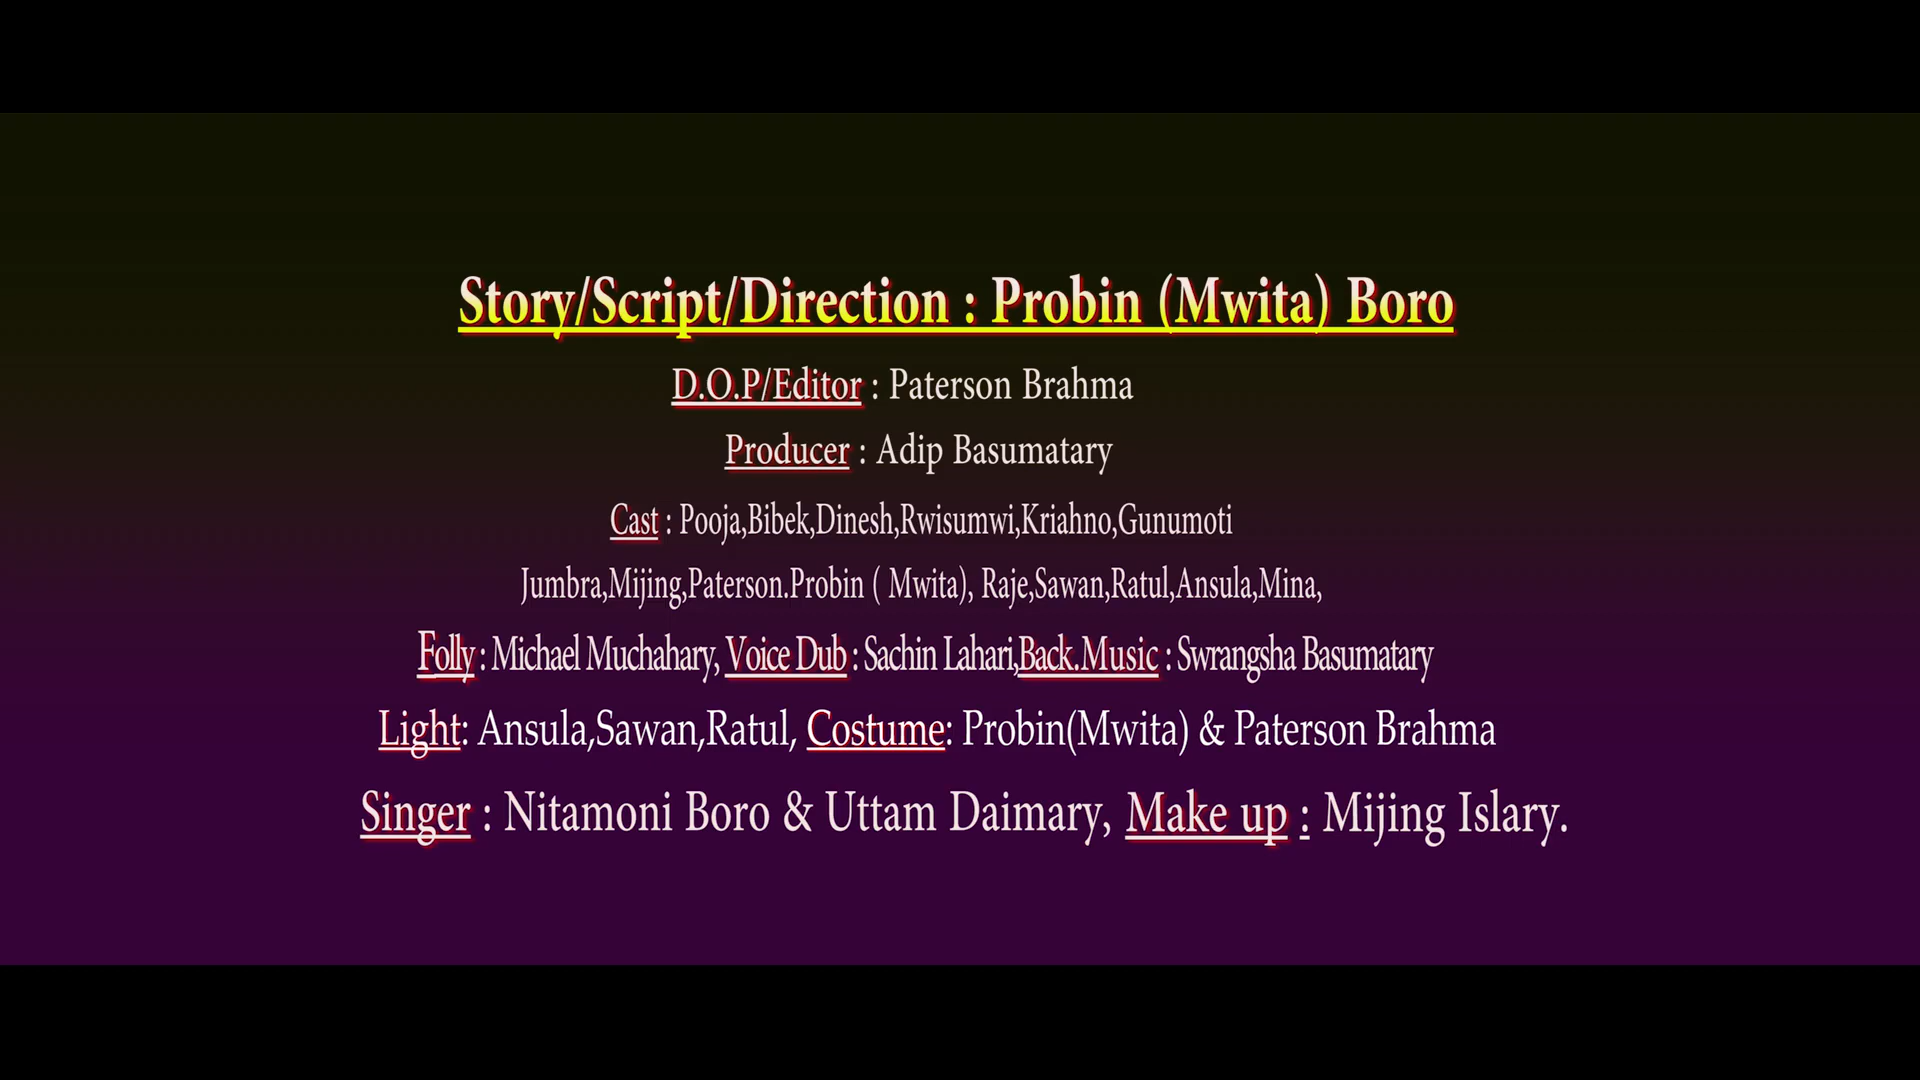 Story/Script/Direction : Probin (Mwita) Boro
D.O.P/Editor : Paterson Brahma
Producer : Adip Basumatary
Cast : Pooja,Bibek,Dinesh,Rwisumwi,Kriahno,Gunumoti
Jumbra,Mijing,Paterson.Probin ( Mwita), Raje,Sawan,Ratul,Ansula,Mina,
Folly : Michael Muchahary, Voice Dub : Sachin Lahari,Back.Music : Swrangsha Basumatary
Light: Ansula,Sawan,Ratul, Costume: Probin(Mwita) & Paterson Brahma
Singer : Nitamoni Boro & Uttam Daimary, Make up : Mijing Islary.